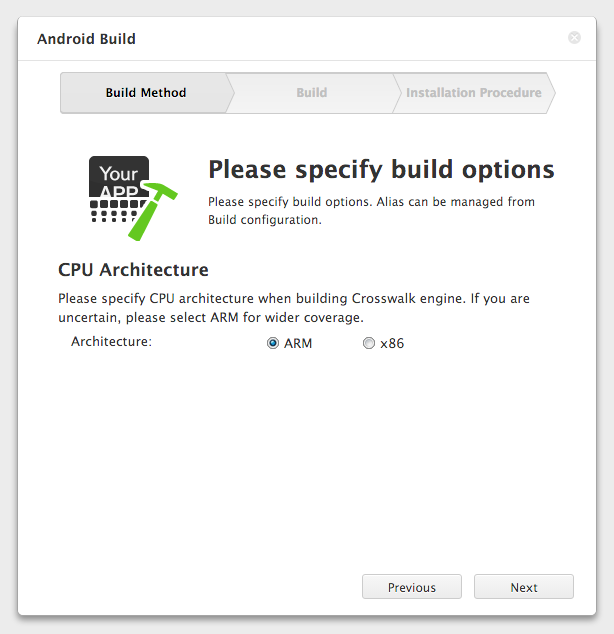 Android Build
Build Method
Build
Installation Procedure
Your
APP
Please specify build options
Please specify build options. Alias can be managed from
Build configuration.
CPU Architecture
Please specify CPU architecture when building Crosswalk engine. If you are
uncertain, please select ARM for wider coverage.
Architecture:
ARM
x86
Previous
Next